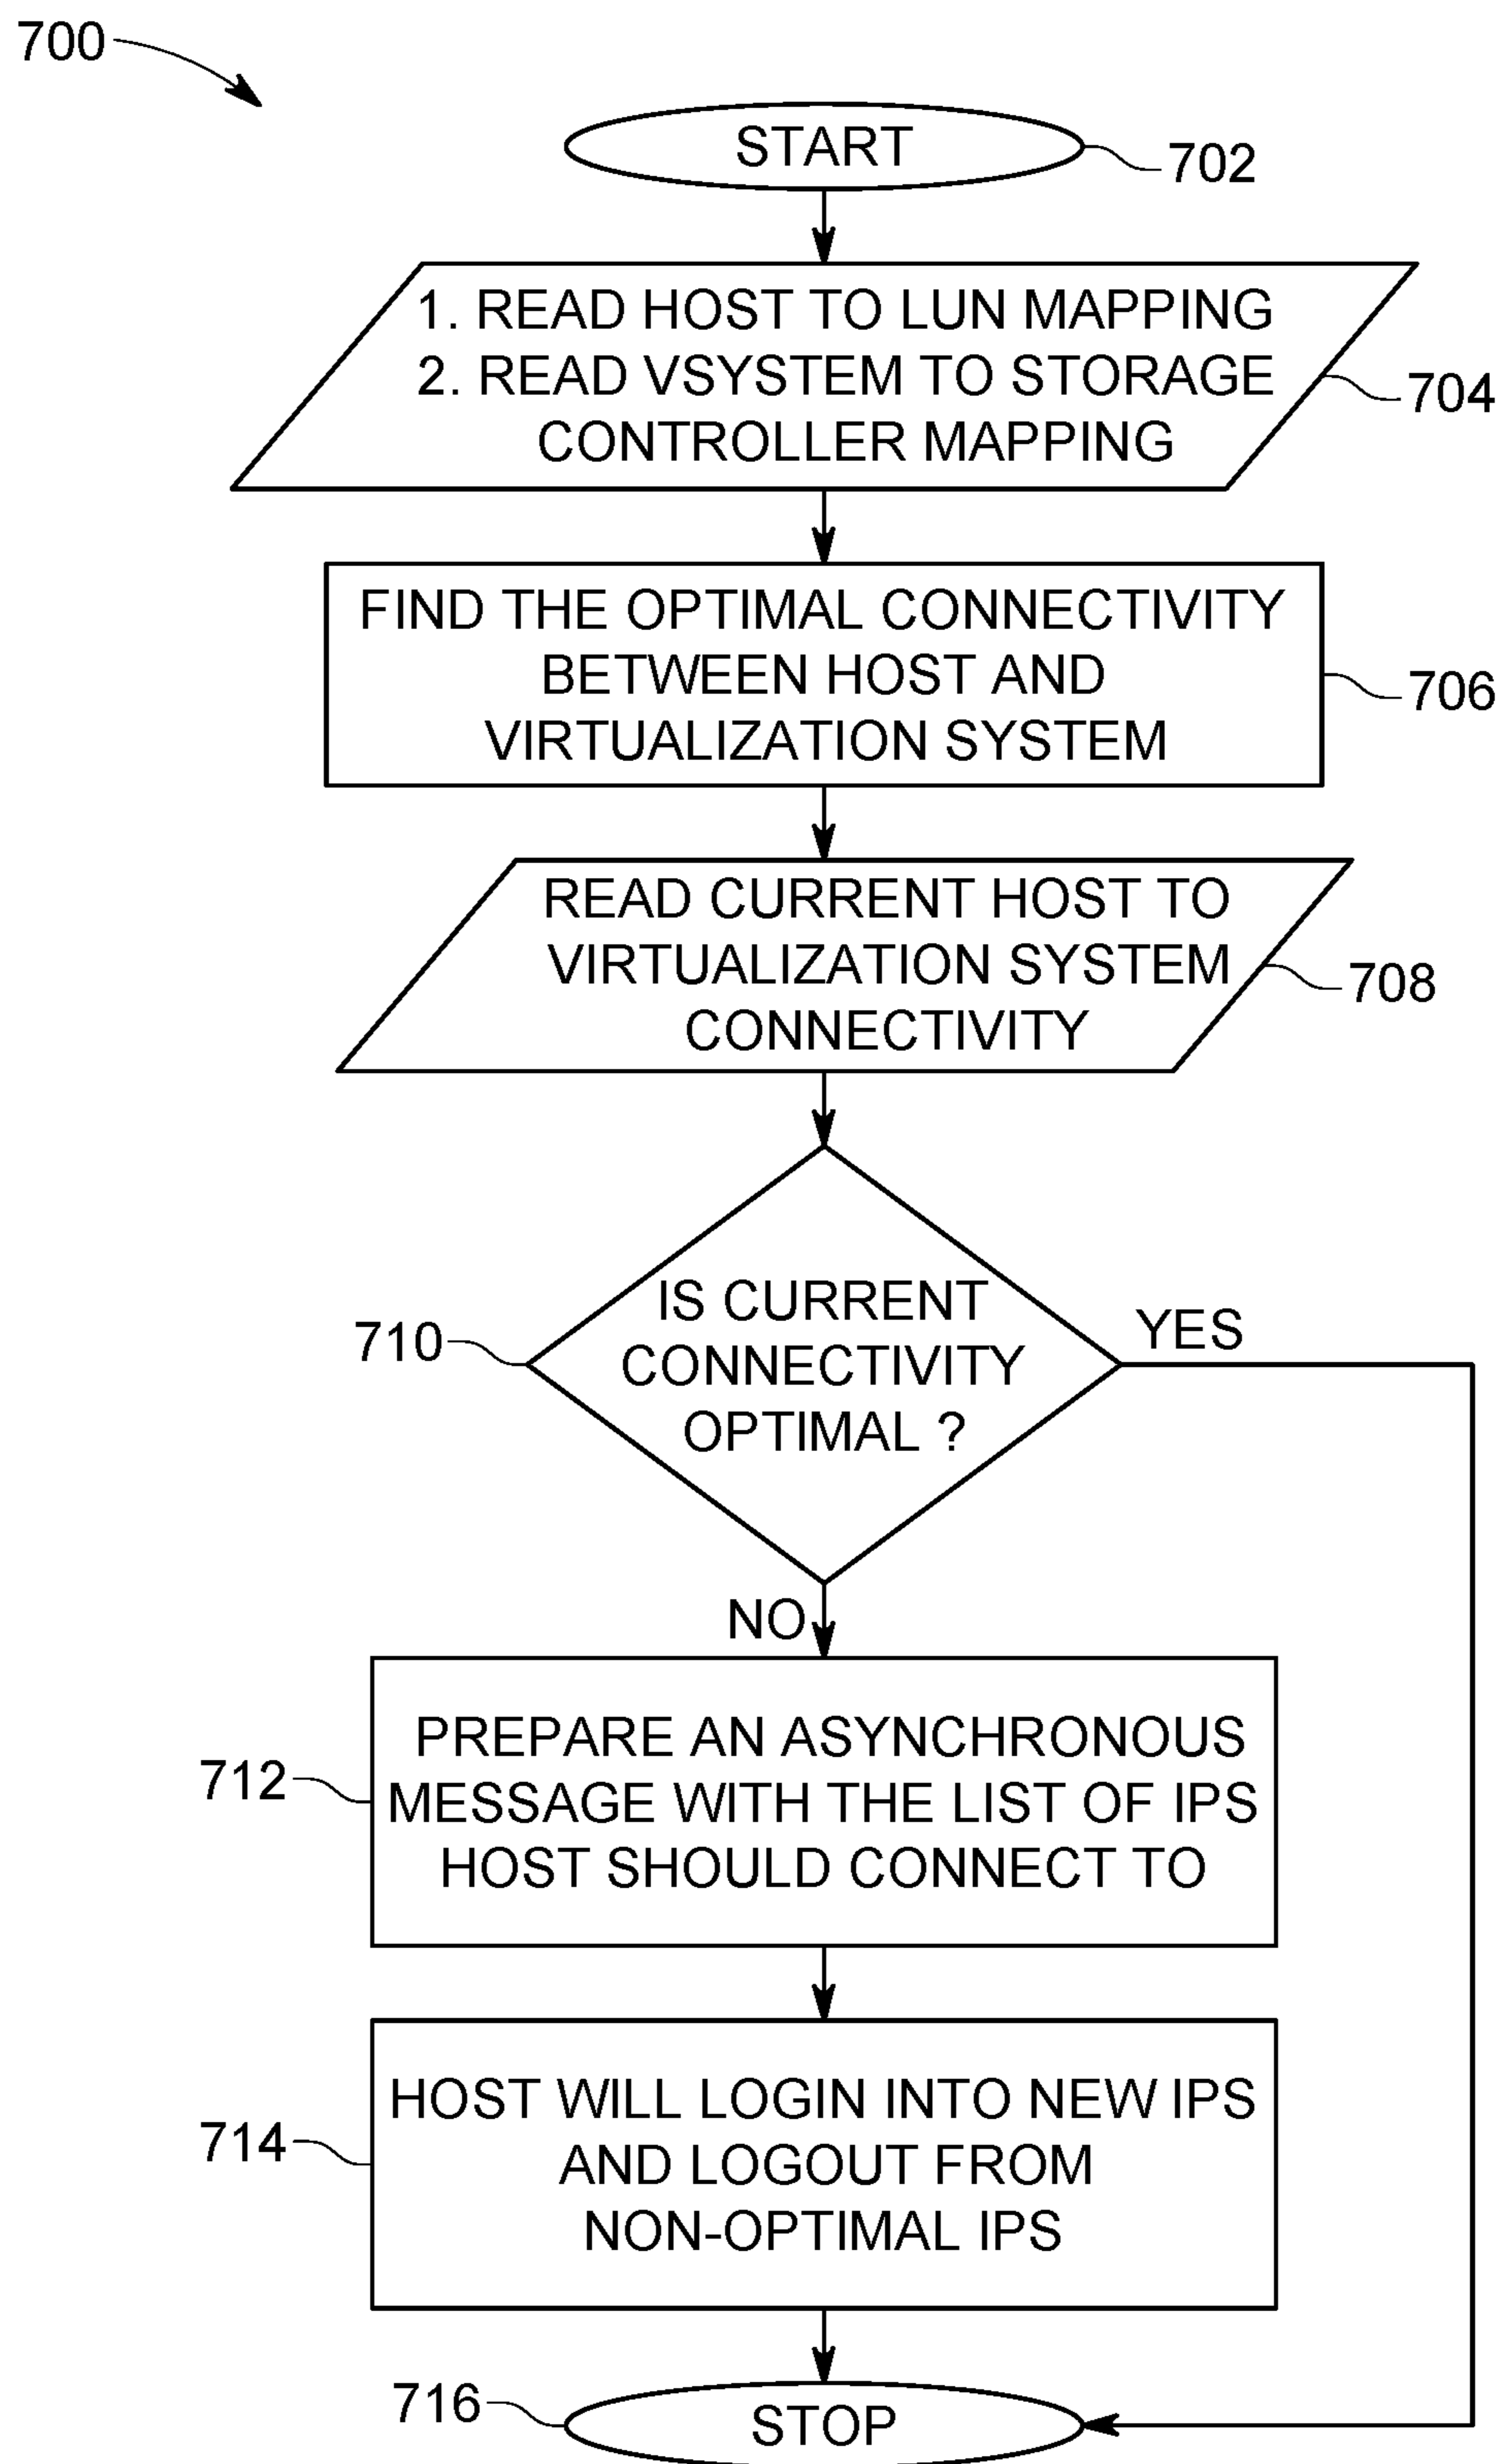 700
START
702
1. READ HOST TO LUN MAPPING
2. READ VSYSTEM TO STORAGE
CONTROLLER MAPPING
704
FIND THE OPTIMAL CONNECTIVITY
BETWEEN HOST AND
VIRTUALIZATION SYSTEM
706
READ CURRENT HOST TO
VIRTUALIZATION SYSTEM
CONNECTIVITY
708
IS CURRENT
CONNECTIVITY
OPTIMAL ?
710
YES
NO
PREPARE AN ASYNCHRONOUS
MESSAGE WITH THE LIST OF IPS
HOST SHOULD CONNECT TO
712
HOST WILL LOGIN INTO NEW IPS
AND LOGOUT FROM
NON-OPTIMAL IPS
714
716
STOP